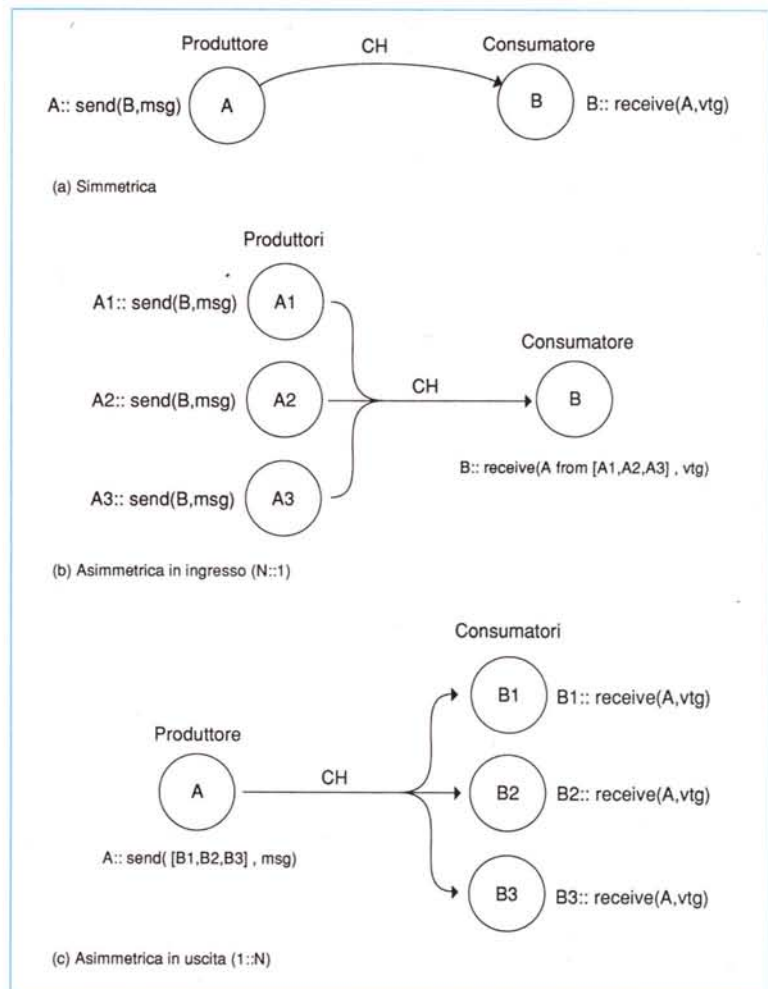 Produttore
CH
Consumatore
A:: send(B,msg)
A
B
B:: receive(A,vtg)
(a) Simmetrica
Produttori
A1:: send(B,msg)
A1
Consumatore
A2:: send(B,msg)
A2
CH
B
B:: receive(A from [A1,A2,A3] , vtg)
A3:: send(B,msg)
A3
(b) Asimmetrica in ingresso (N::1)
Consumatori
B1
B1:: receive(A,vtg)
Produttore
CH
A
B2
B2:: receive(A,vtg)
A:: send( [B1,B2,B3] , msg)
B3
B3:: receive(A,vtg)
(c) Asimmetrica in uscita (1::N)